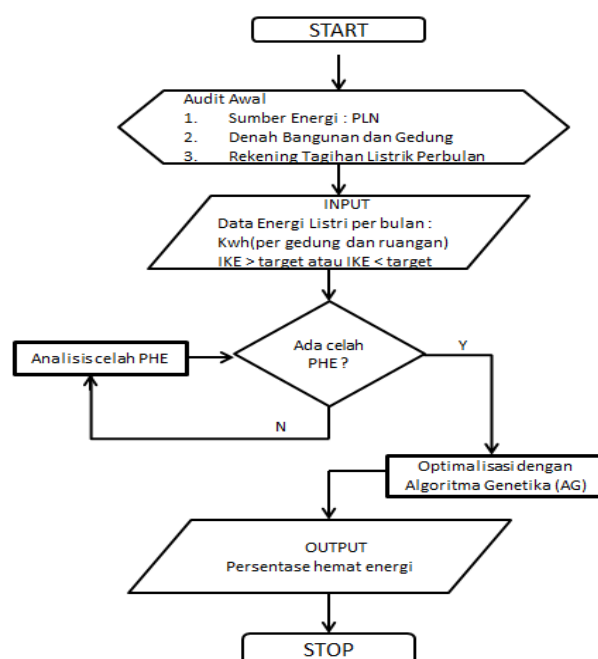 START
Audit Awal
1. Sumber Energi : PLN
2. Denah Bangunan dan Gedung
3. Rekening Tagihan Listrik Perbulan
INPUT
Data Energi Listri per bulan :
Kwh(per gedung dan ruangan)
IKE > target atau IKE < target
Ada celah
PHE ?
Analisis celah PHE
Y
N
Optimalisasi dengan
Algoritma Genetika (AG)
OUTPUT
Persentase hemat energi
STOP